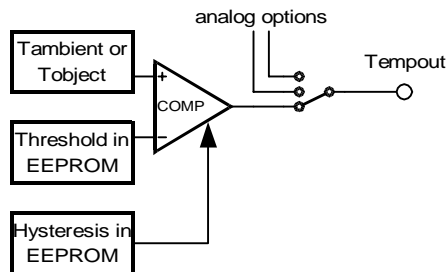 analog options
Tambient or
Tobject
Tempout
+
COMP
−
Threshold in
EEPROM
Hysteresis in
EEPROM